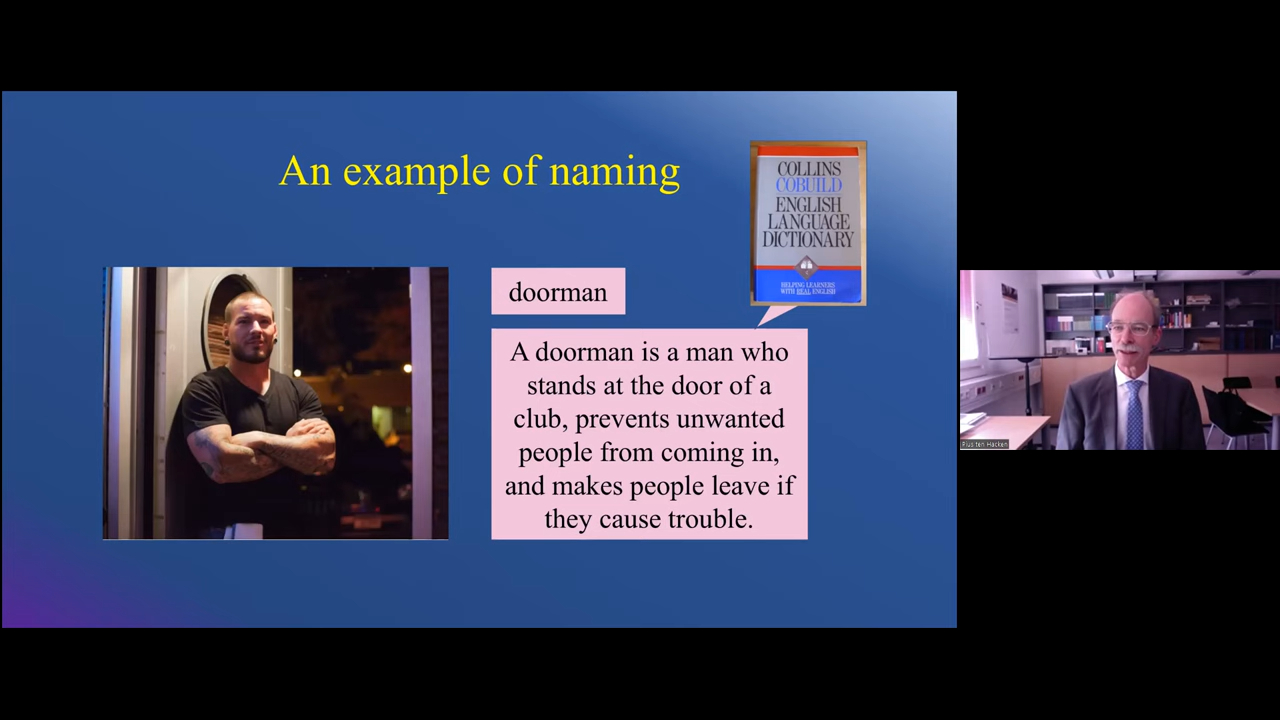 An example of naming
COLLINS
COBUILD
ENGLISH
LANGUAGE
DICTIONARY
HELPING LEARNERS
WITH REAL ENGLISH
doorman
A doorman is a man who
stands at the door of a
club, prevents unwanted
people from coming in,
and makes people leave if
they cause trouble.
Pius ten Hacken